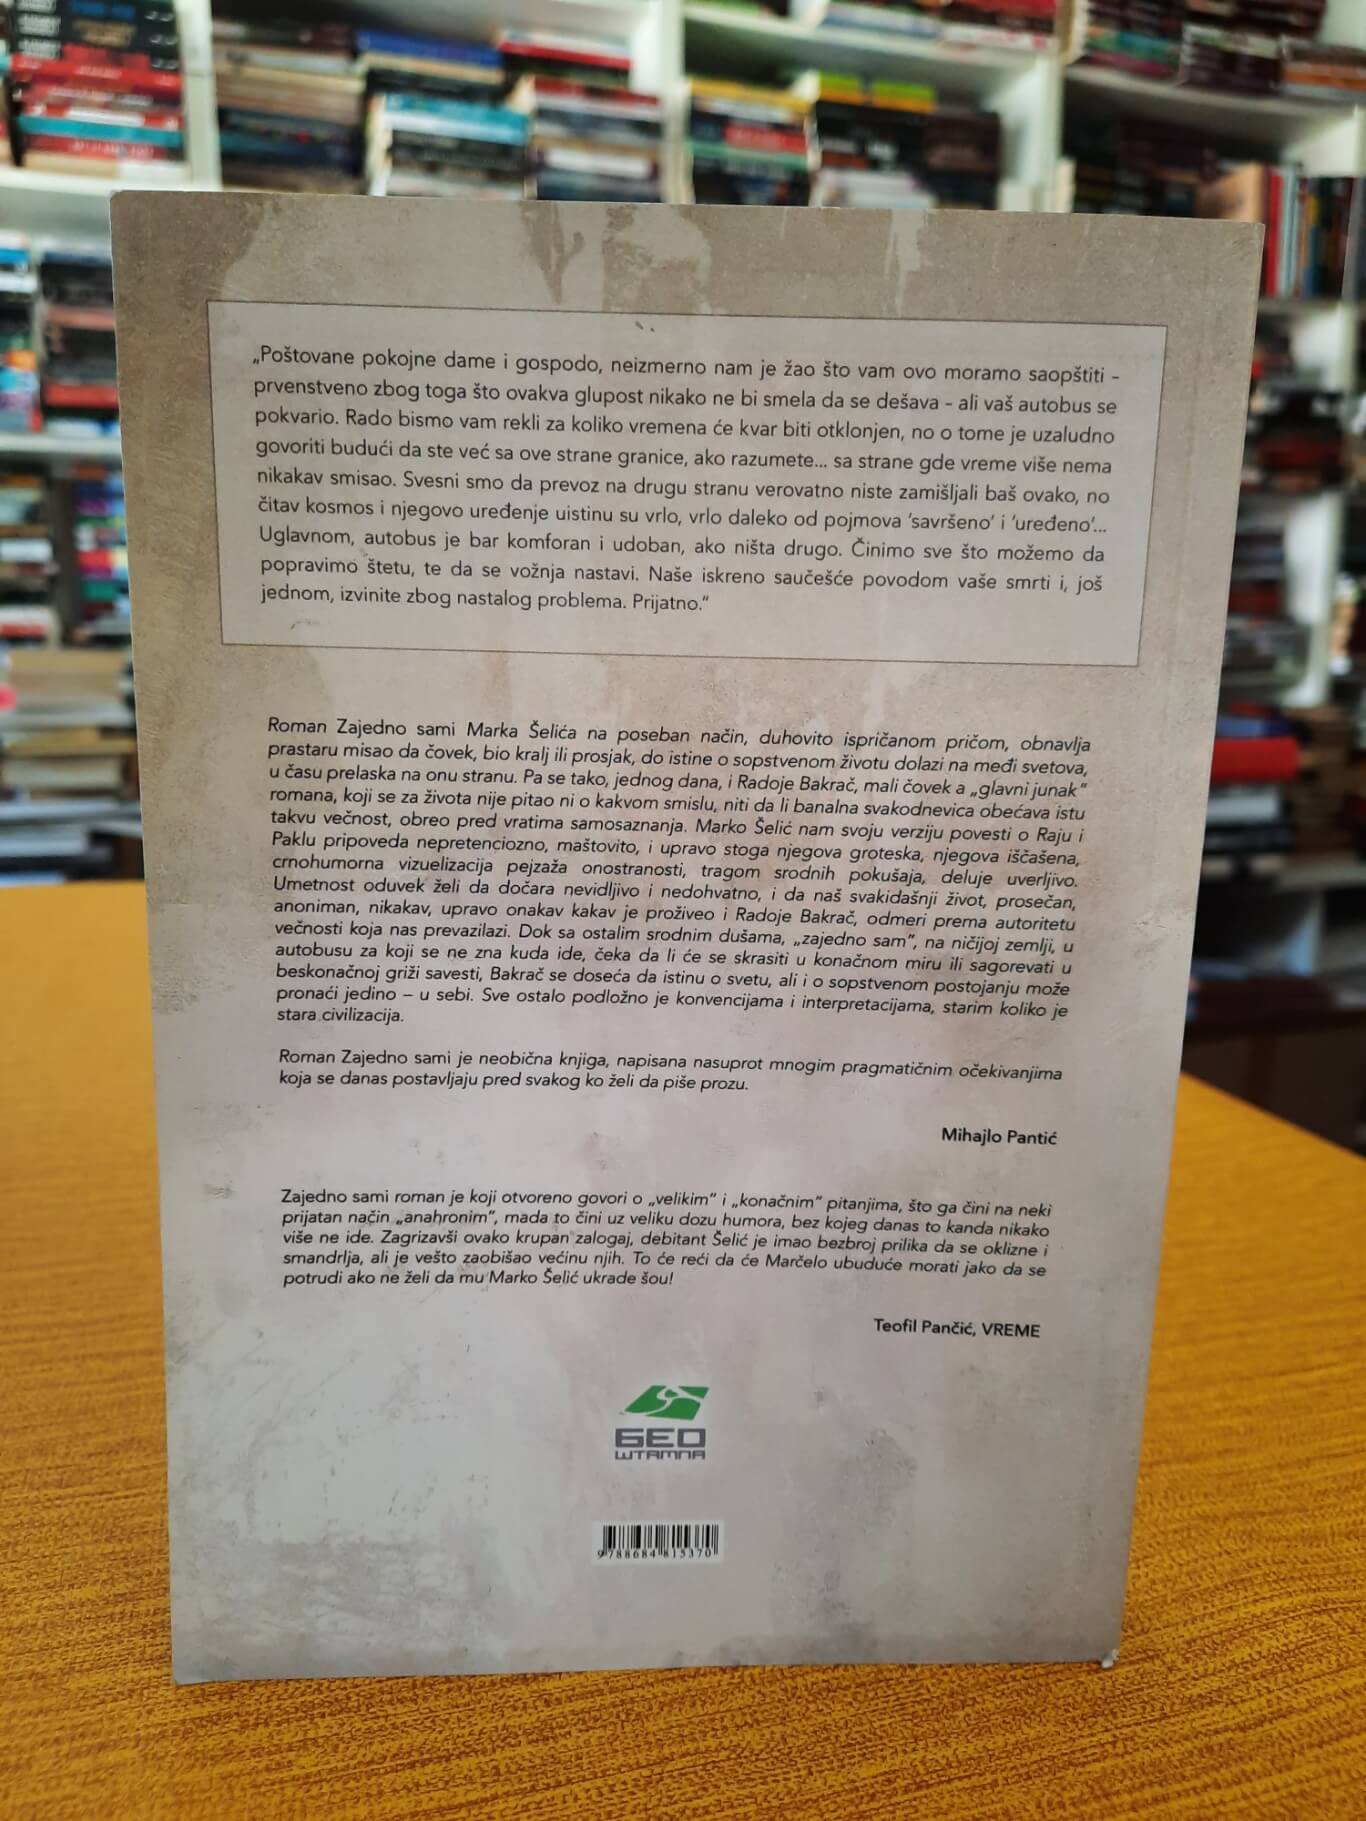 „Poštovane pokojne dame i gospodo, neizmerno nam je žao što vam ovo moramo saopštiti -
prvenstveno zbog toga što ovakva glupost nikako ne bi smela da se dešava - ali vaš autobus se
pokvario. Rado bismo vam rekli za koliko vremena će kvar biti otklonjen, no o tome je uzaludno
govoriti budući da ste već sa ove strane granice, ako razumete... sa strane gde vreme više nema
nikakav smisao. Svesni smo da prevoz na drugu stranu verovatno niste zamišljali baš ovako, no
čitav kosmos i njegovo uređenje uistinu su vrlo, vrlo daleko od pojmova ‘savršeno’ i ‘uređeno’...
Uglavnom, autobus je bar komforan i udoban, ako ništa drugo. Činimo sve što možemo da
popravimo štetu, te da se vožnja nastavi. Naše iskreno saučešće povodom vaše smrti i, još
jednom, izvinite zbog nastalog problema. Prijatno.“
Roman Zajedno sami Marka Šelića na poseban način, duhovito ispričanom pričom, obnavlja
prastaru misao da čovek, bio kralj ili prosjak, do istine o sopstvenom životu dolazi na međi svetova,
u času prelaska na onu stranu. Pa se tako, jednog dana, i Radoje Bakrač, mali čovek a „glavni junak“
romana, koji se za života nije pitao ni o kakvom smislu, niti da li banalna svakodnevica obećava istu
takvu večnost, obreo pred vratima samosaznanja. Marko Šelić nam svoju verziju povesti o Raju i
Paklu pripoveda nepretenciozno, maštovito, i upravo stoga njegova groteska, njegova iščašena,
crnohumorna vizuelizacija pejzaža onostranosti, tragom srodnih pokušaja, deluje uverljivo.
Umetnost oduvek želi da dočara nevidljivo i nedohvatno, i da naš svakidašnji život, prosečan,
anoniman, nikakav, upravo onakav kakav je proživeo i Radoje Bakrač, odmeri prema autoritetu
večnosti koja nas prevazilazi. Dok sa ostalim srodnim dušama, „zajedno sam“, na ničijoj zemlji, u
autobusu za koji se ne zna kuda ide, čeka da li će se skrasiti u konačnom miru ili sagorevati u
beskonačnoj griži savesti, Bakrač se doseća da istinu o svetu, ali i o sopstvenom postojanju može
pronaći jedino – u sebi. Sve ostalo podložno je konvencijama i interpretacijama, starim koliko je
stara civilizacija.
Roman Zajedno sami je neobična knjiga, napisana nasuprot mnogim pragmatičnim očekivanjima
koja se danas postavljaju pred svakog ko želi da piše prozu.
Mihajlo Pantić
Zajedno sami roman je koji otvoreno govori o „velikim“ i „konačnim“ pitanjima, što ga čini na neki
prijatan način „anahronim“, mada to čini uz veliku dozu humora, bez kojeg danas to kanda nikako
više ne ide. Zagrizavši ovako krupan zalogaj, debitant Šelić je imao bezbroj prilika da se oklizne i
smandrlja, ali je vešto zaobišao većinu njih. To će reći da će Marčelo ubuduće morati jako da se
potrudi ako ne želi da mu Marko Šelić ukrade šou!
Teofil Pančić, VREME
БЕО
ШТАМПА
9788684815370